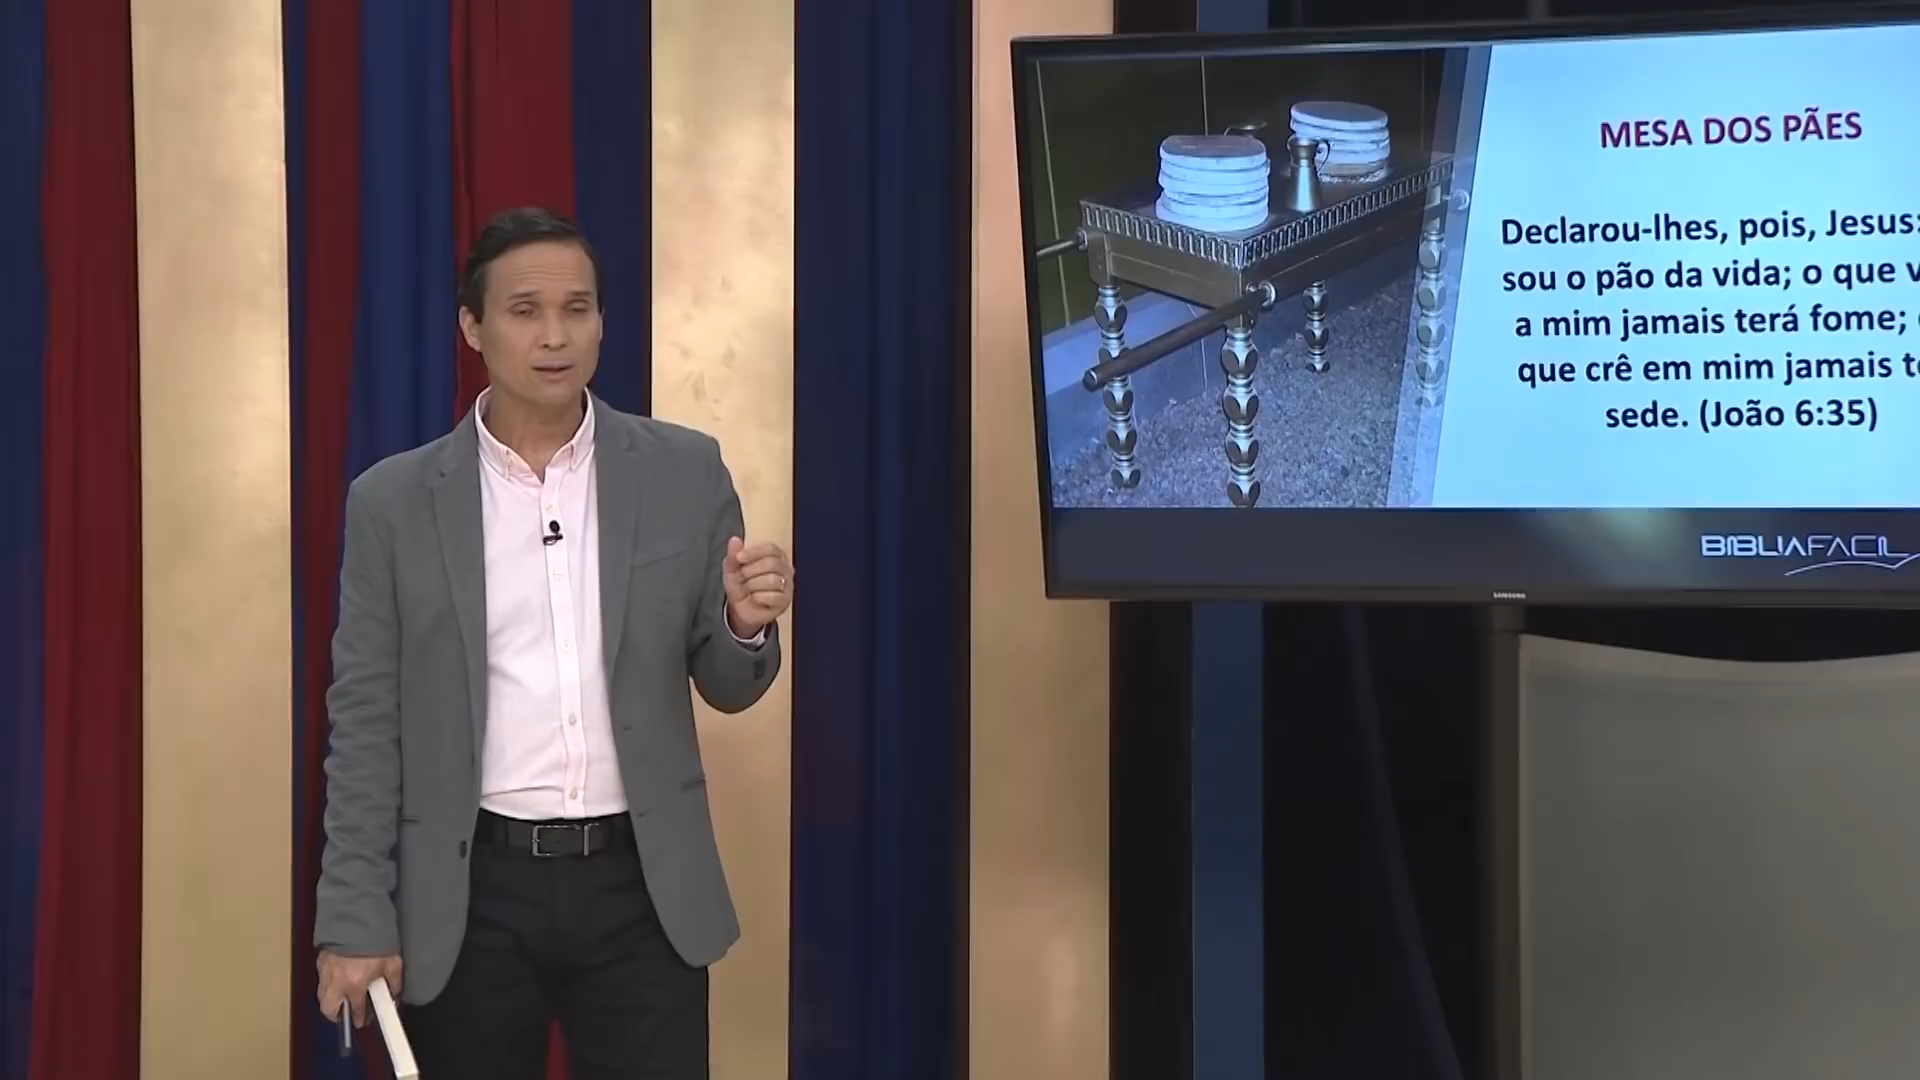 MESA DOS PÃES
Declarou-lhes, pois, Jesus:
sou o pão da vida; o que
a mim jamais terá fome;
que crê em mim jamais
sede. (João 6:35)
BIBLIAFACIL
SAMSUNG